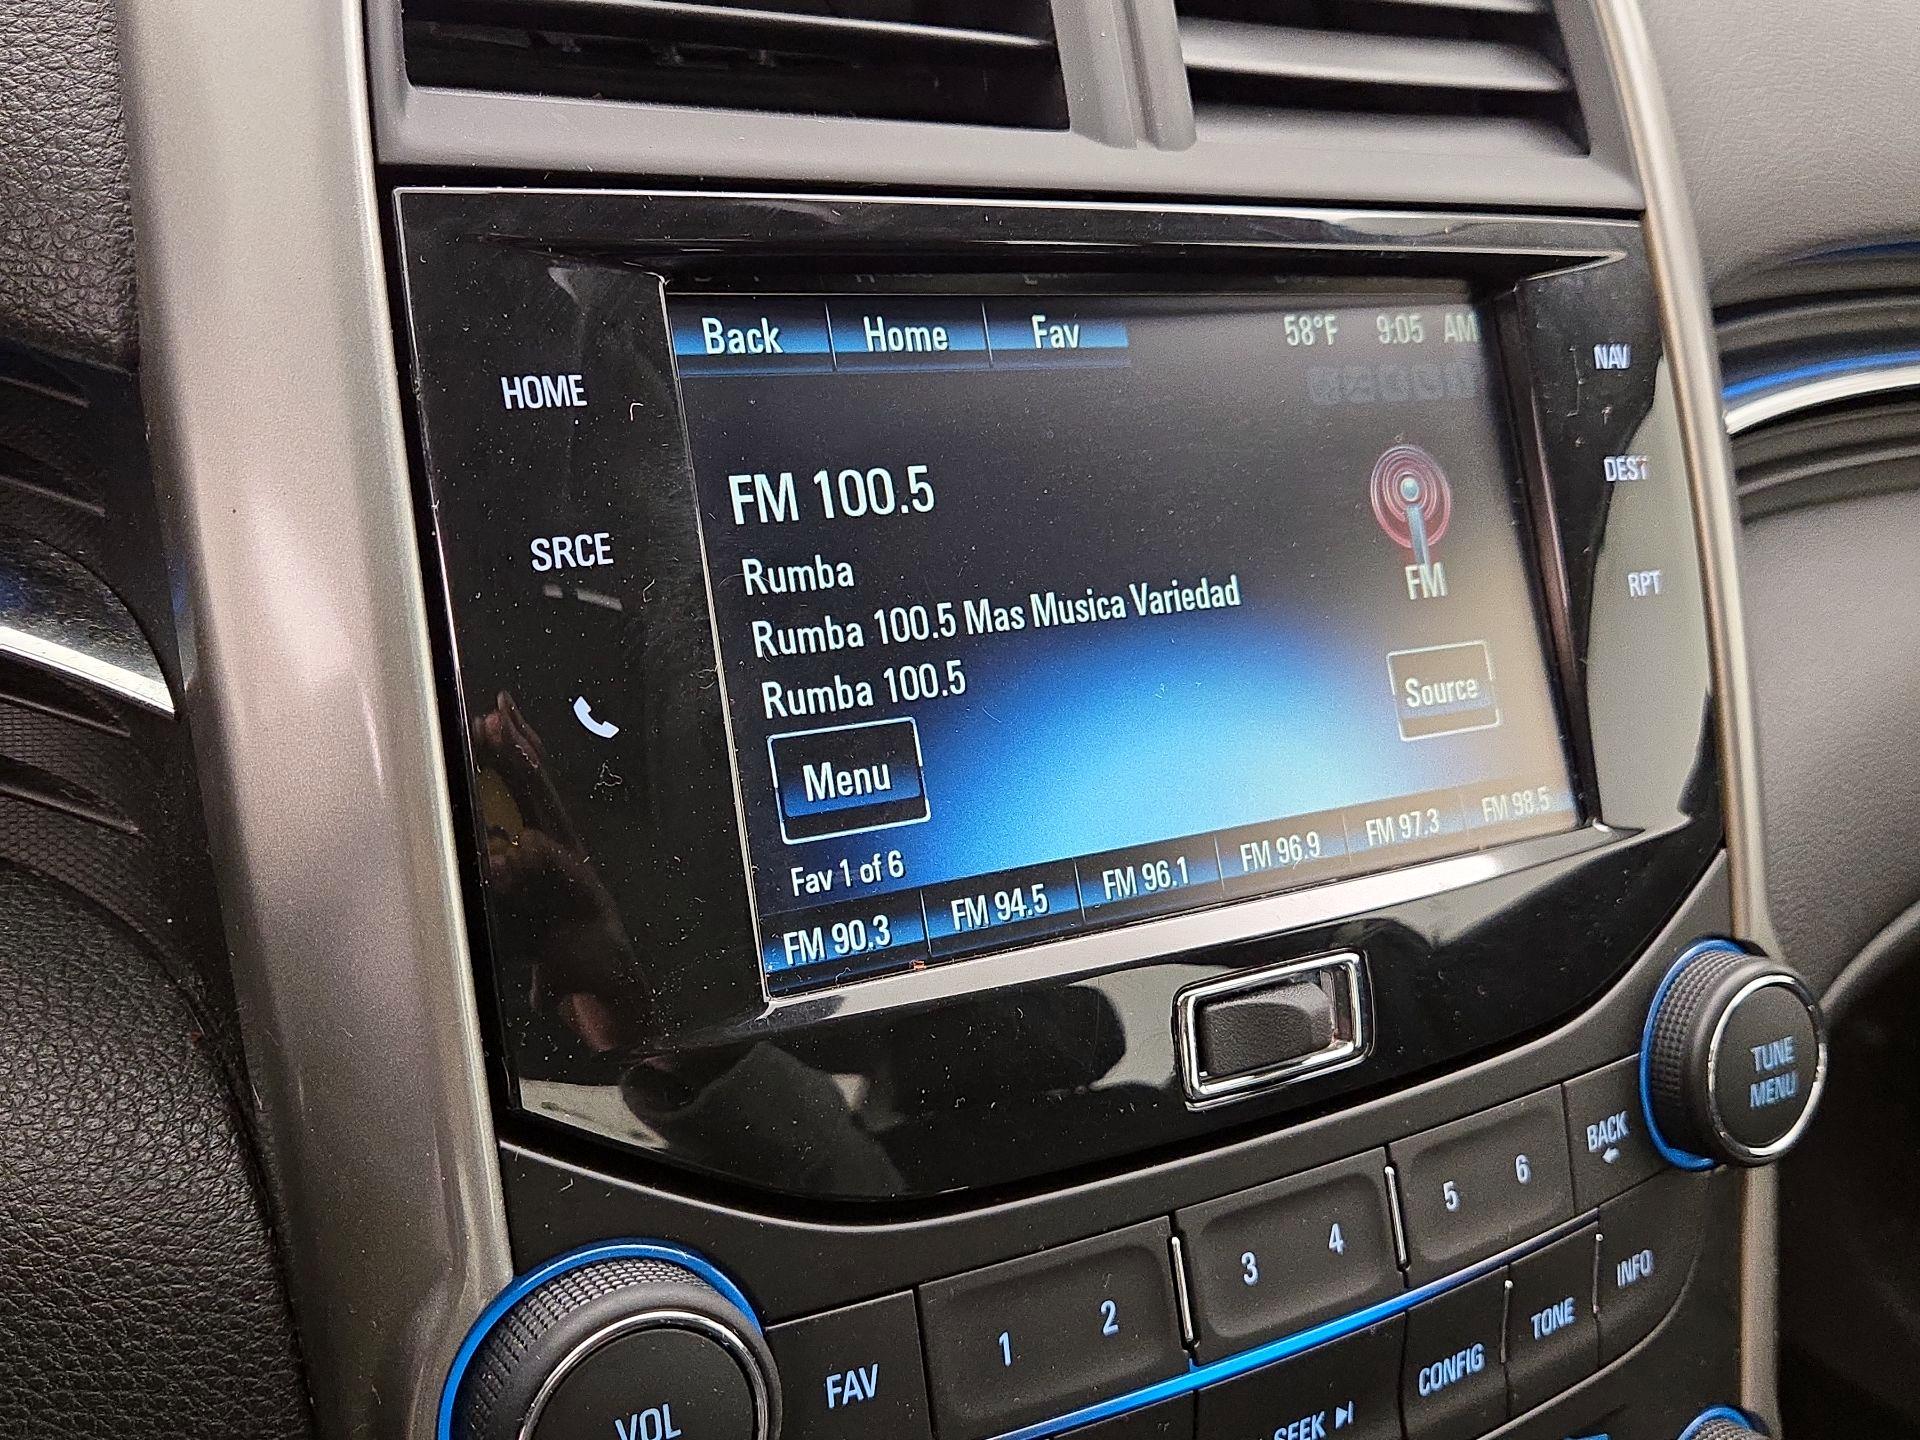 Back Home Fav 58°F 9:05 AM
HOME
NAV
FM 100.5
DEST
SRCE
Rumba
FM
RPT
Rumba 100.5 Mas Musica Variedad
Rumba 100.5
Source
Menu
Fav 1 of 6
FM 90.3 FM 94.5 FM 96.1 FM 96.9 FM 97.3 FM 98.5
TUNE
MENU
BACK
1 2 3 4 5 6
INFO
TONE
CONFIG
FAV
VOL
SEEK